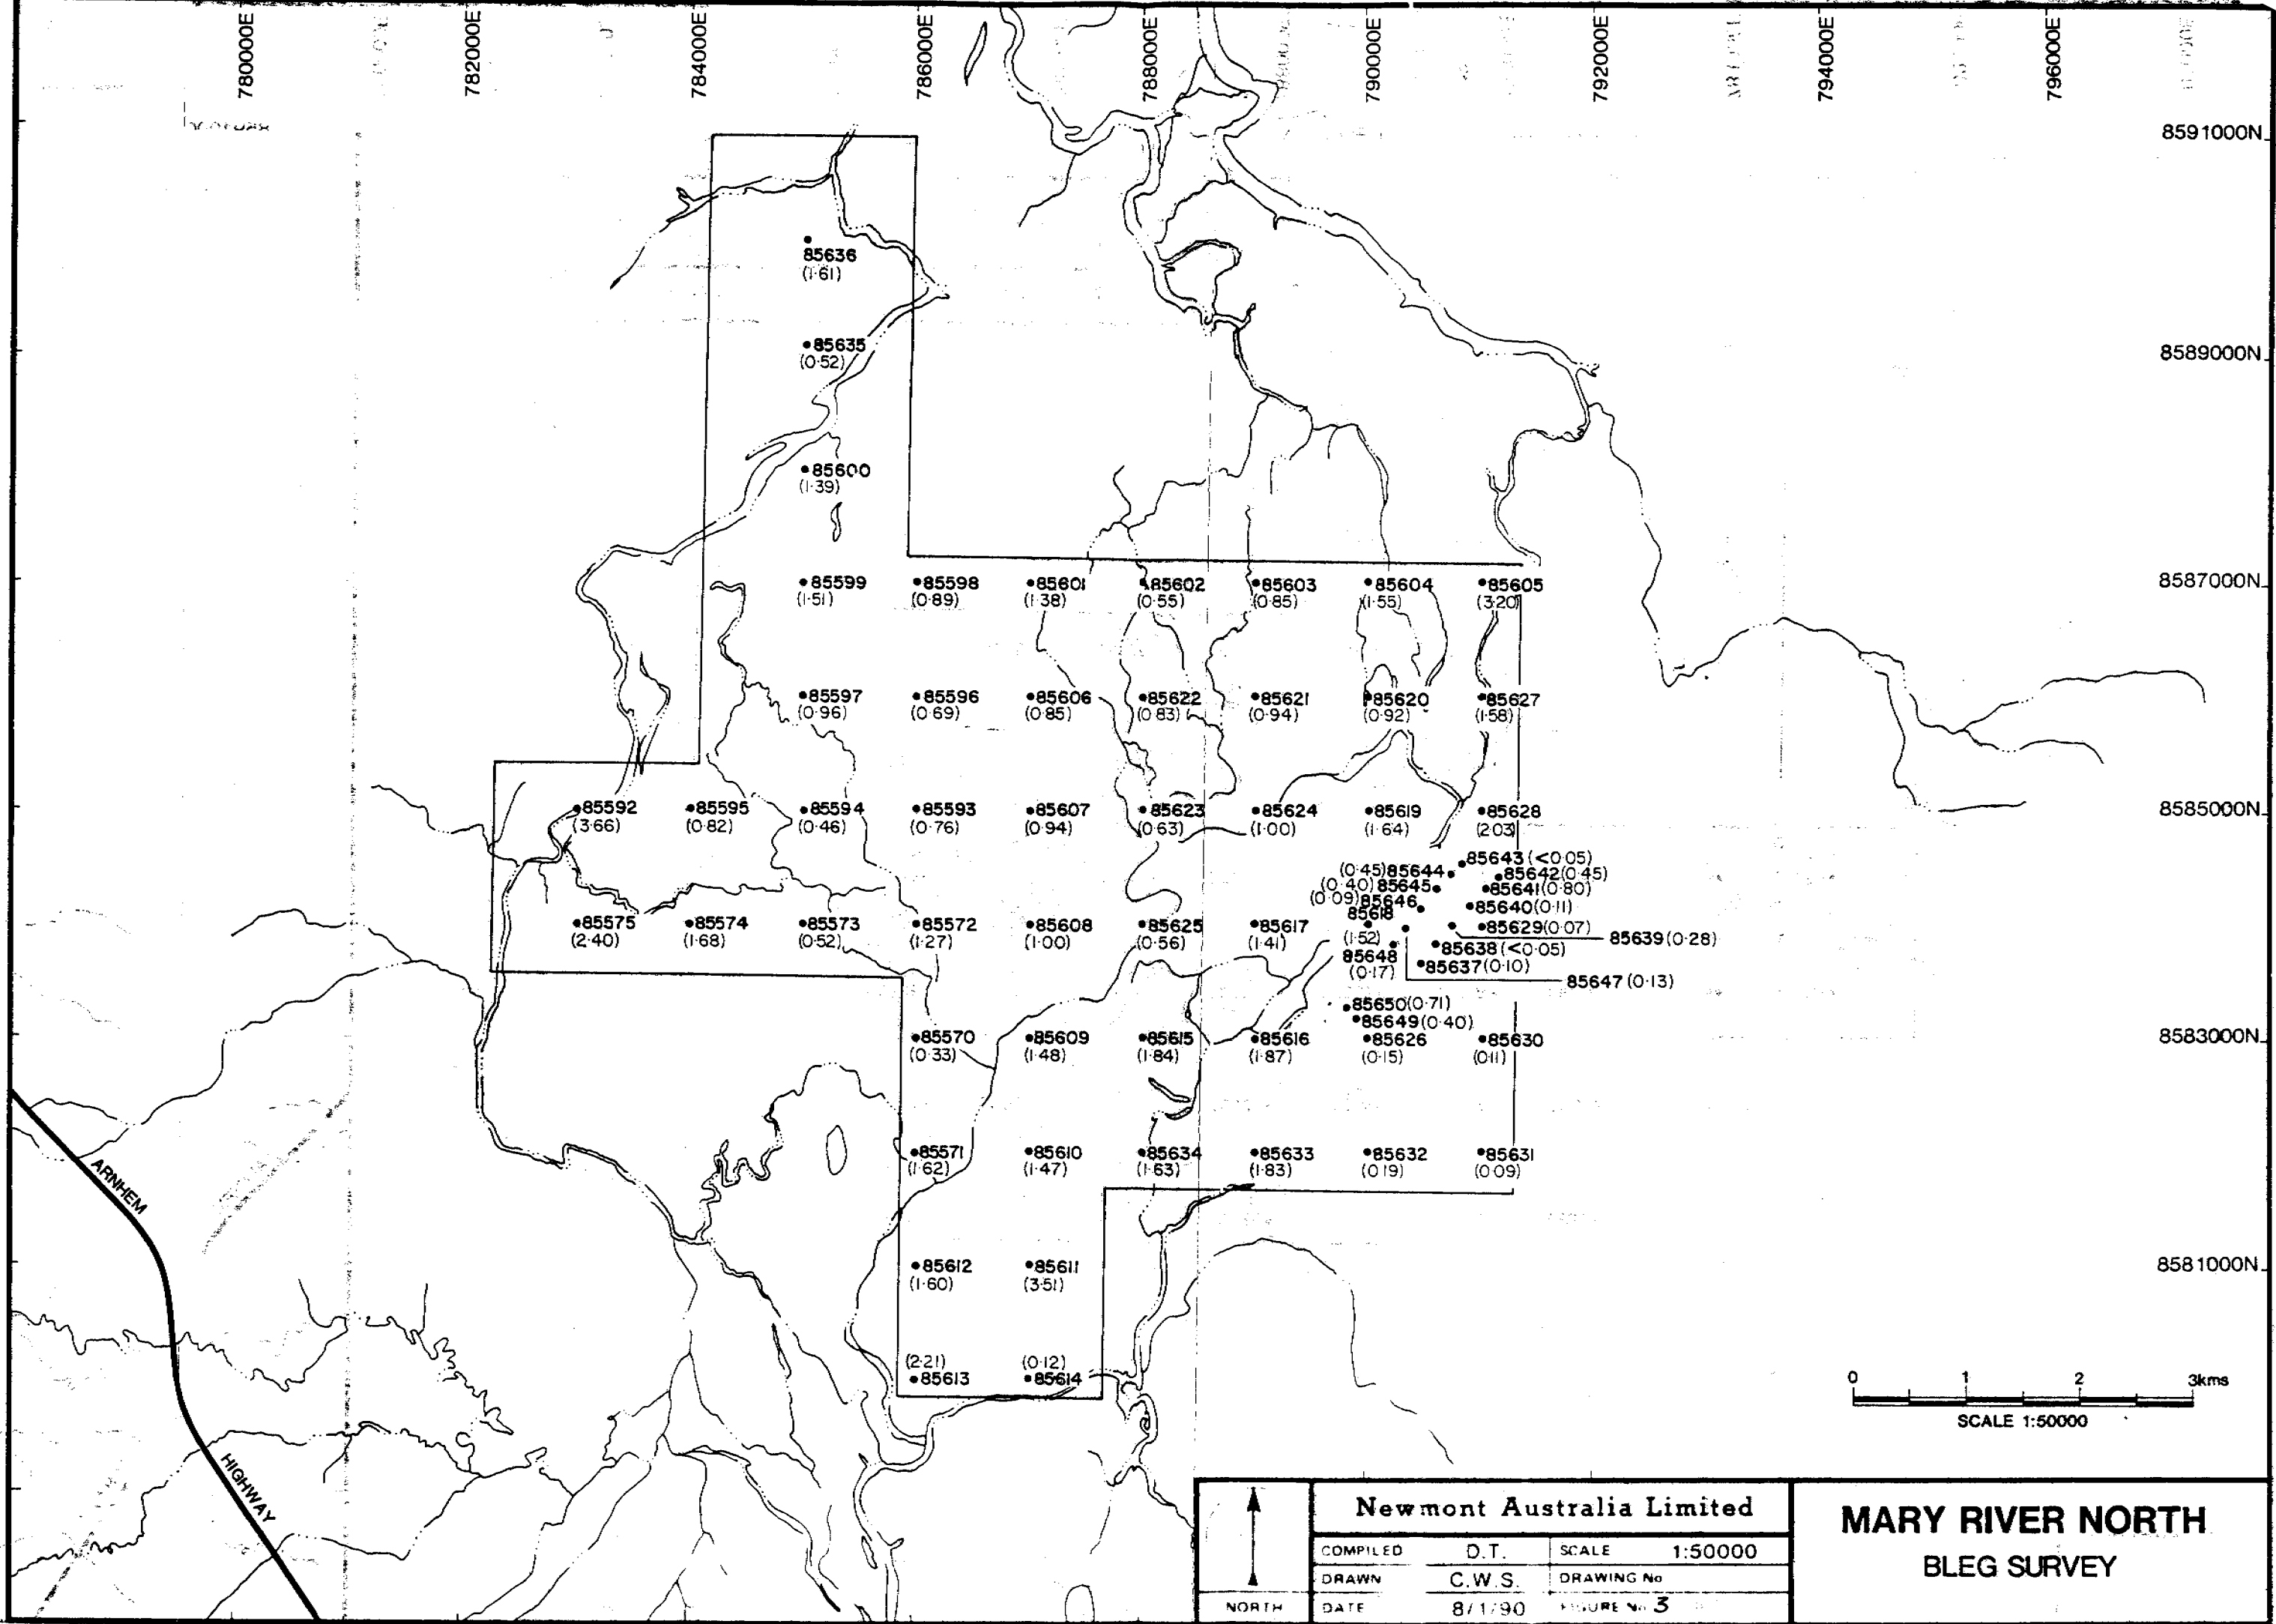 780000E
782000E
784000E
786000E
788000E
790000E
792000E
794000E
796000E
8591000N
85636
(1·61)
85635
(0·52)
8589000N
85600
(1·39)
85599 85598 85601 85602 85603 85604 85605
(1·51) (0·89) (1·38) (0·55) (0·85) (1·55) (3·20)
8587000N
85597 85596 85606 85622 85621 85620 85627
(0·96) (0·69) (0·85) (0·83) (0·94) (0·92) (1·58)
85592 85595 85594 85593 85607 85623 85624 85619 85628
(3·66) (0·82) (0·46) (0·76) (0·94) (0·63) (1·00) (1·64) (2·03)
8585000N
85643 (<0·05)
(0·45) 85644
85642 (0·45)
(0·40) 85645
85641 (0·80)
(0·09) 85646
85640 (0·11)
85575 85574 85573 85572 85608 85625 85617 85618 85629 (0·07)
(2·40) (1·68) (0·52) (1·27) (1·00) (0·56) (1·41) (1·52)
85639 (0·28)
85638 (<0·05)
85648
(0·17)
85637 (0·10)
85647 (0·13)
85650 (0·71)
85649 (0·40)
85570 85609 85615 85616 85626 85630
(0·33) (1·48) (1·84) (1·87) (0·15) (0·11)
8583000N
85571 85610 85634 85633 85632 85631
(1·62) (1·47) (1·63) (1·83) (0·19) (0·09)
ARNHEM
85612 85611
(1·60) (3·51)
8581000N
(2·21) (0·12)
85613 85614
HIGHWAY
0 1 2 3kms
SCALE 1:50000
NORTH
Newmont Australia Limited
COMPILED D.T. SCALE 1:50000
DRAWN C.W.S. DRAWING No
DATE 8/1/90 FIGURE No 3
MARY RIVER NORTH
BLEG SURVEY